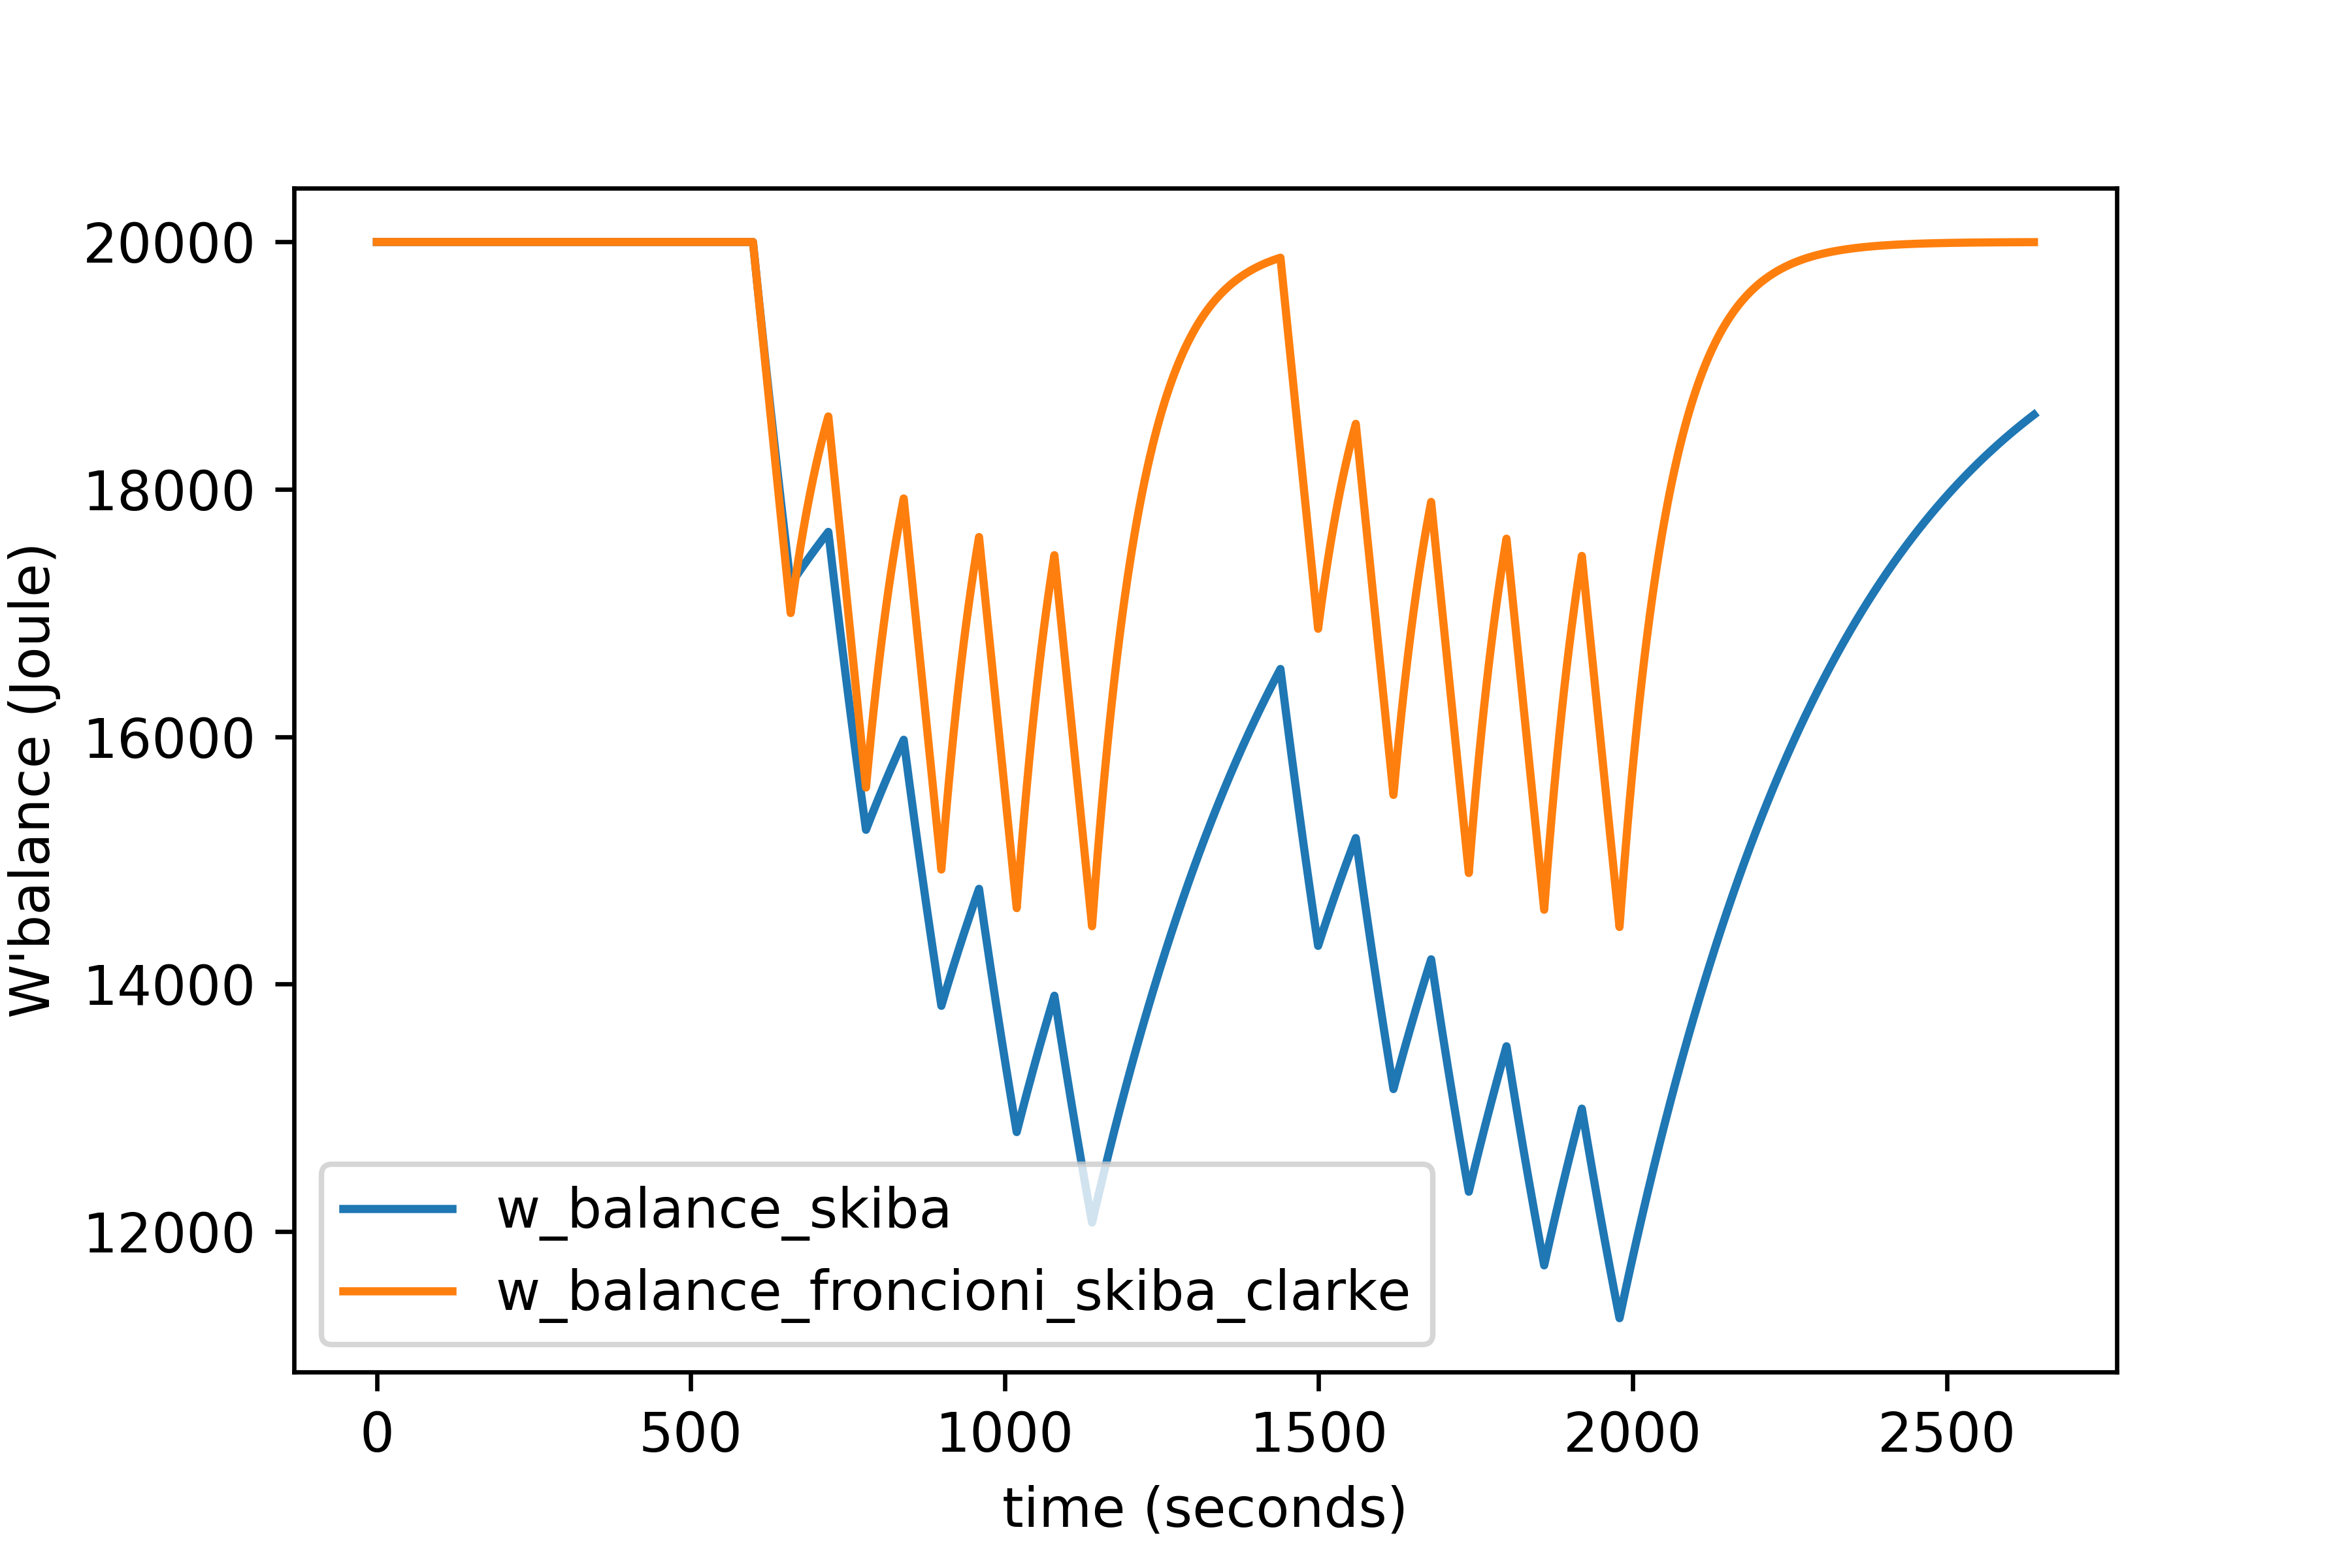 20000
18000
16000
14000
12000
W'balance (Joule)
w_balance_skiba
w_balance_froncioni_skiba_clarke
0 500 1000 1500 2000 2500
time (seconds)